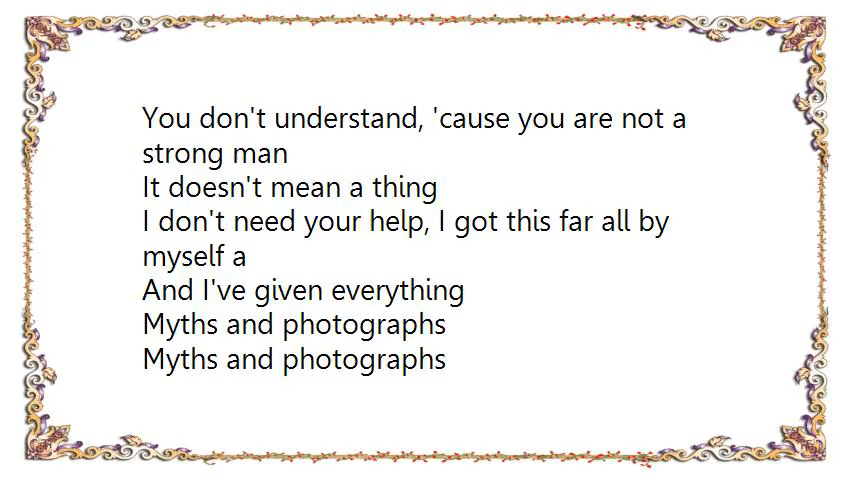 You don't understand, 'cause you are not a
strong man
It doesn't mean a thing
I don't need your help, I got this far all by
myself a
And I've given everything
Myths and photographs
Myths and photographs